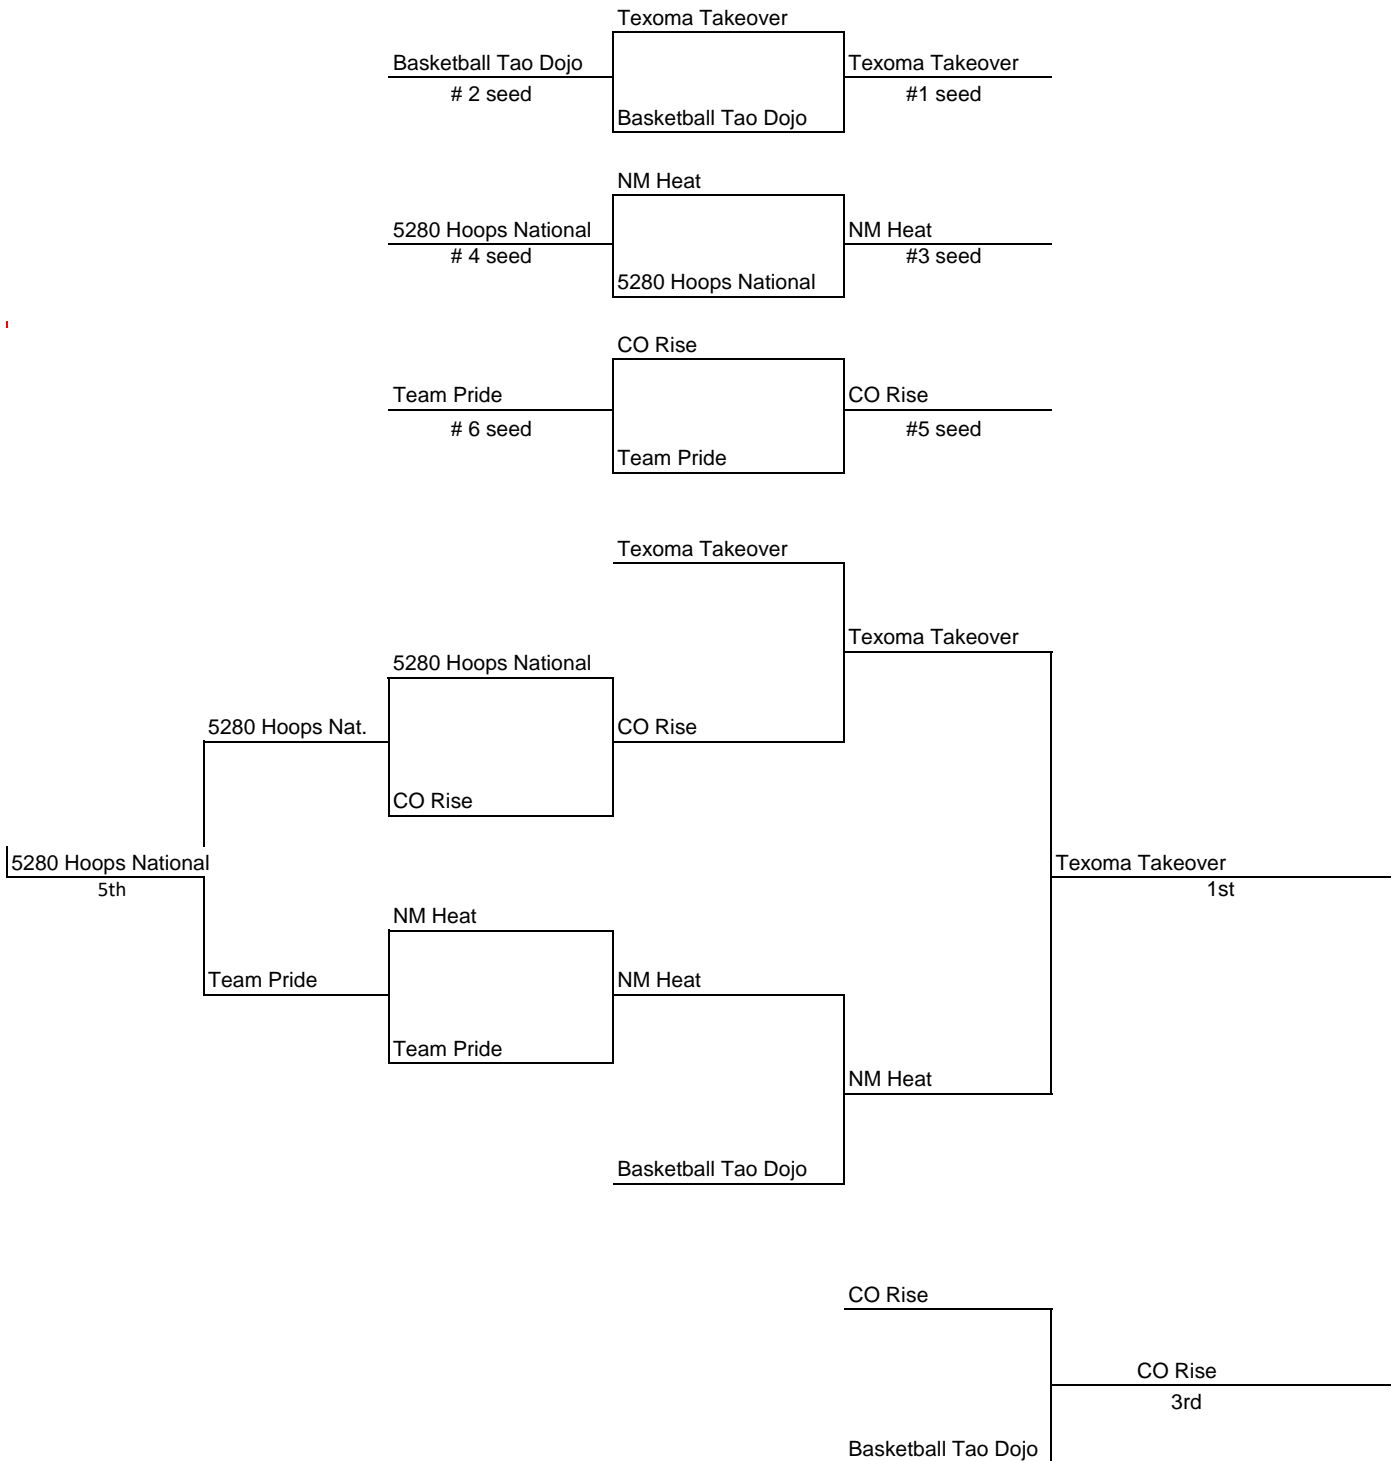 Texoma Takeover
Basketball Tao Dojo
Texoma Takeover
# 2 seed
#1 seed
Basketball Tao Dojo
NM Heat
5280 Hoops National
NM Heat
# 4 seed
#3 seed
5280 Hoops National
CO Rise
Team Pride
CO Rise
# 6 seed
#5 seed
Team Pride
Texoma Takeover
Texoma Takeover
5280 Hoops National
5280 Hoops Nat.
CO Rise
CO Rise
5280 Hoops National
Texoma Takeover
5th
1st
NM Heat
Team Pride
NM Heat
Team Pride
NM Heat
Basketball Tao Dojo
CO Rise
CO Rise
3rd
Basketball Tao Dojo